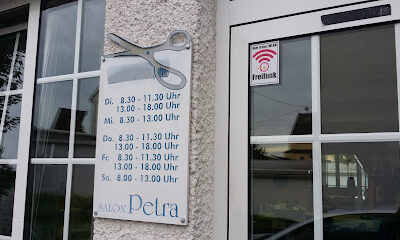 Di. 8.30 - 11.30 Uhr
13.00 - 18.00 Uhr
Mi. 8.30 - 13.00 Uhr
Do. 8.30 - 11.30 Uhr
13.00 - 18.00 Uhr
Fr. 8.30 - 11.30 Uhr
13.00 - 18.00 Uhr
Sa. 8.00 - 13.00 Uhr
SALON Petra
Freifunk